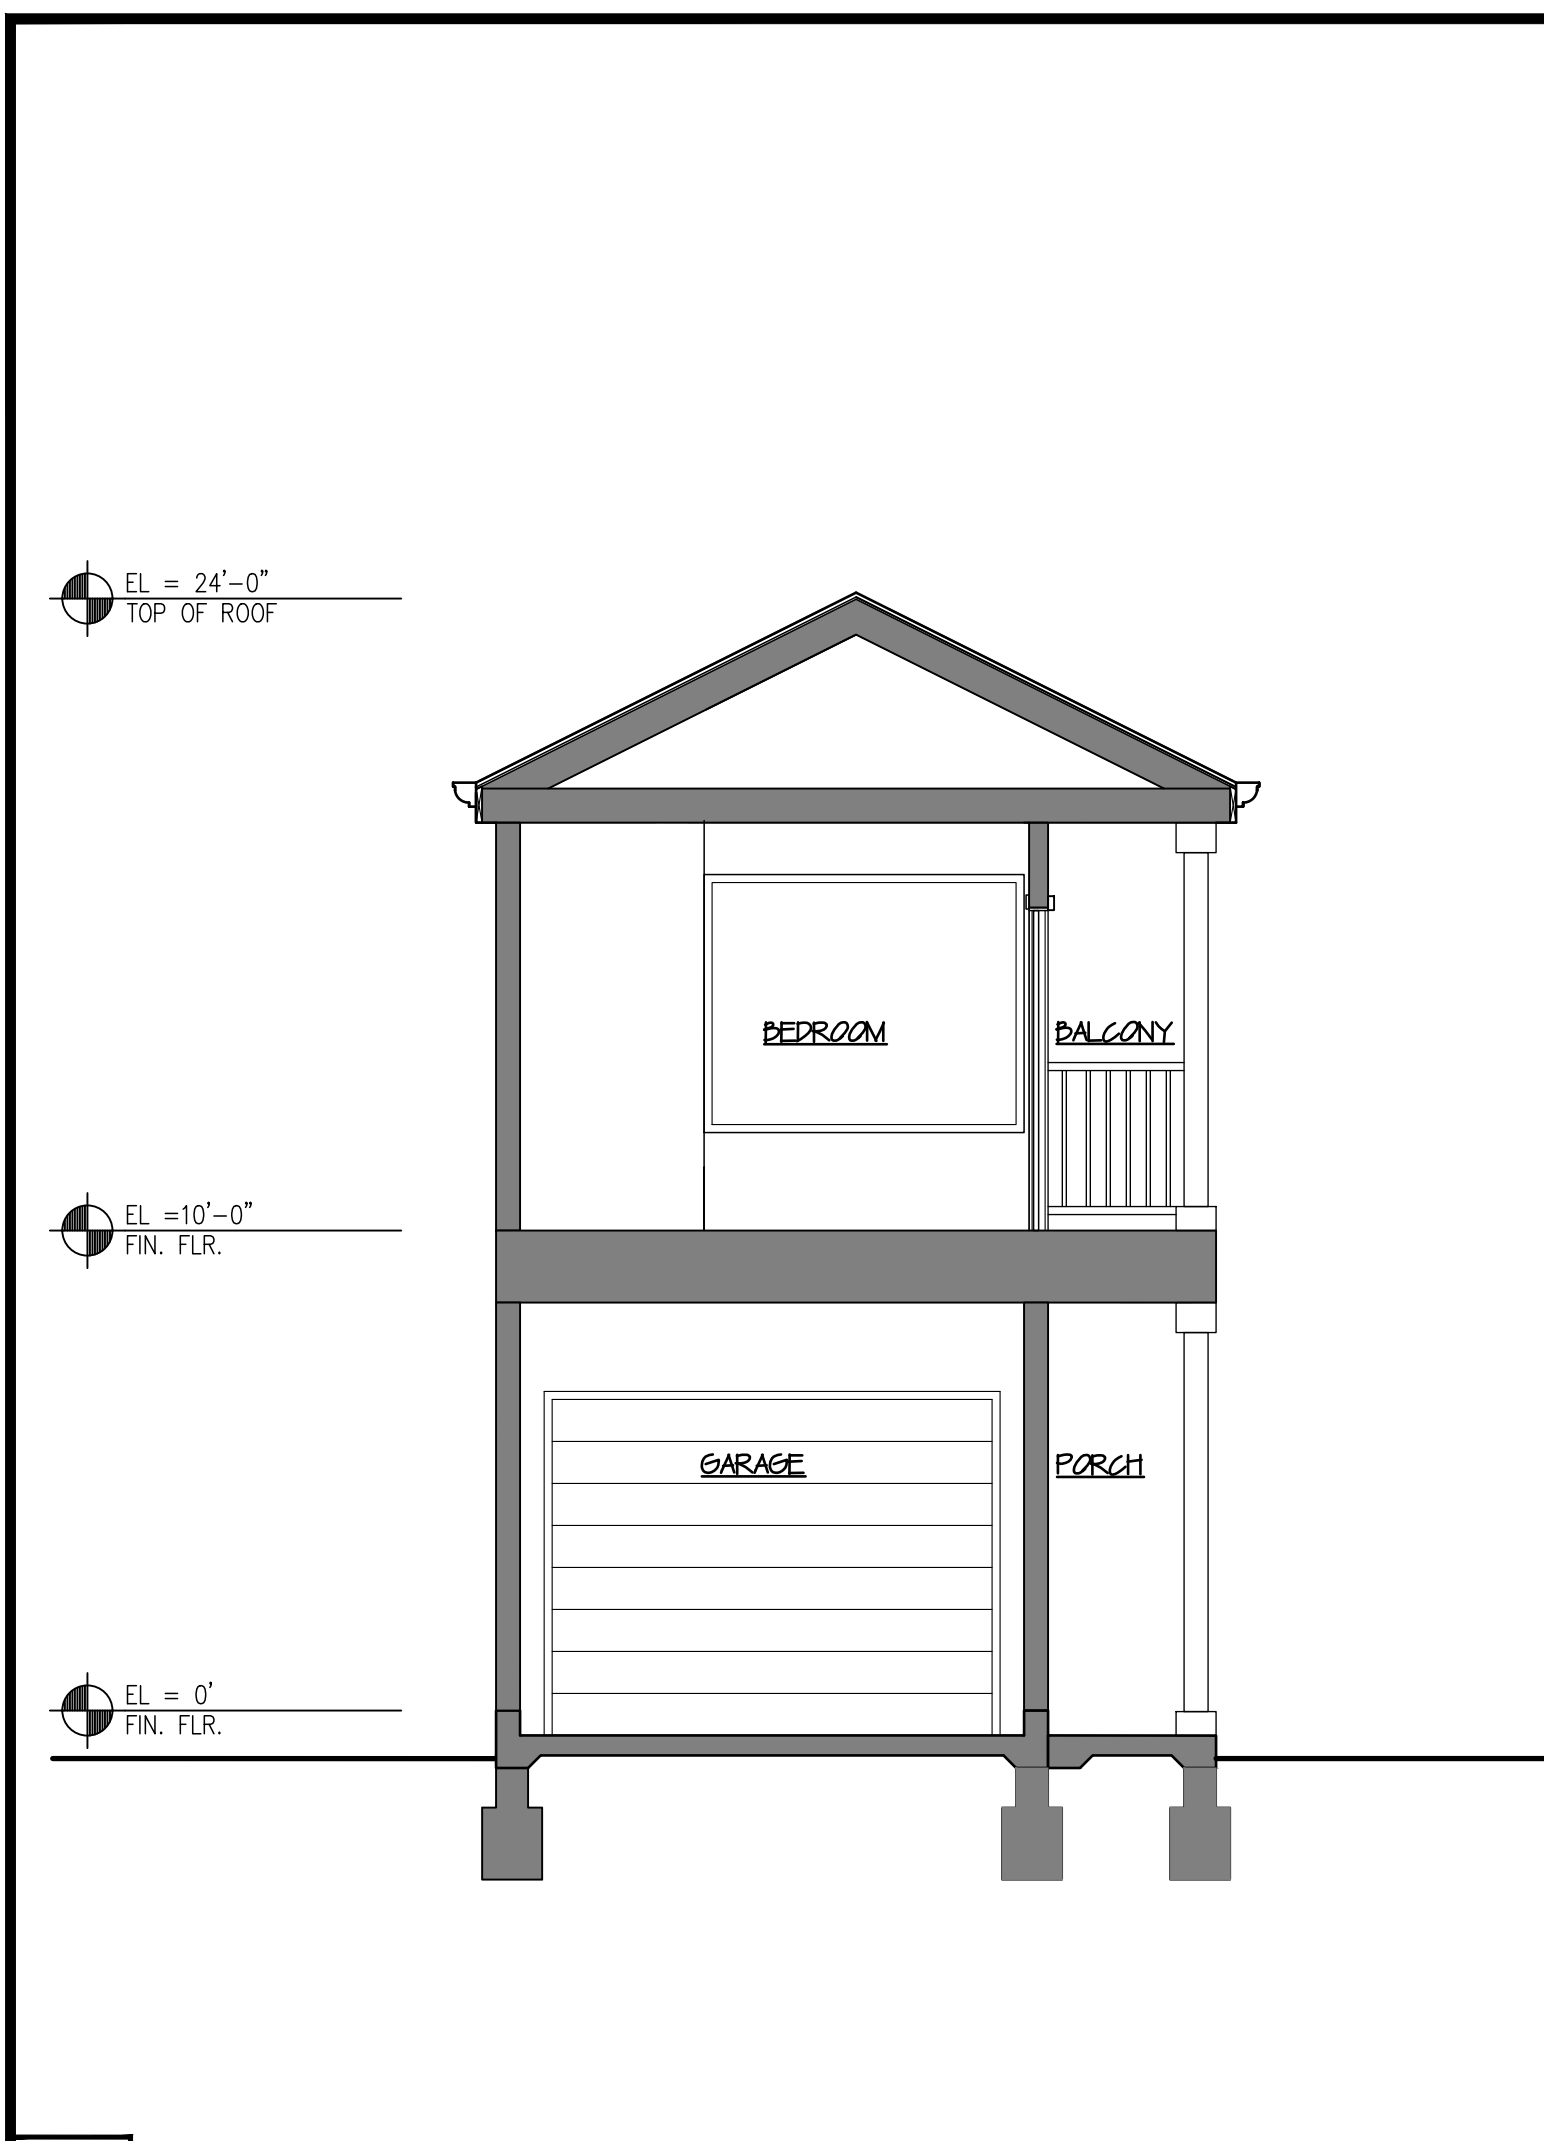 EL = 24'-0"
TOP OF ROOF
BEDROOM
BALCONY
EL =10'-0"
FIN. FLR.
GARAGE
PORCH
EL = 0'
FIN. FLR.